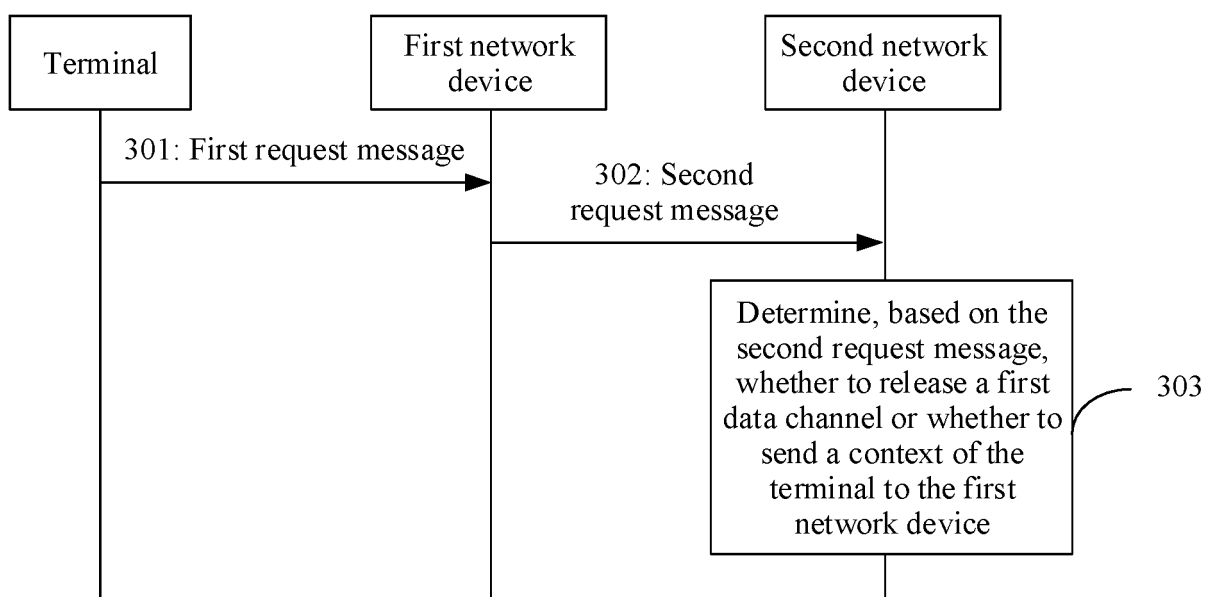 Terminal
First network
device
Second network
device
301: First request message
302: Second
request message
Determine, based on the
second request message,
whether to release a first
data channel or whether to
send a context of the
terminal to the first
network device
303